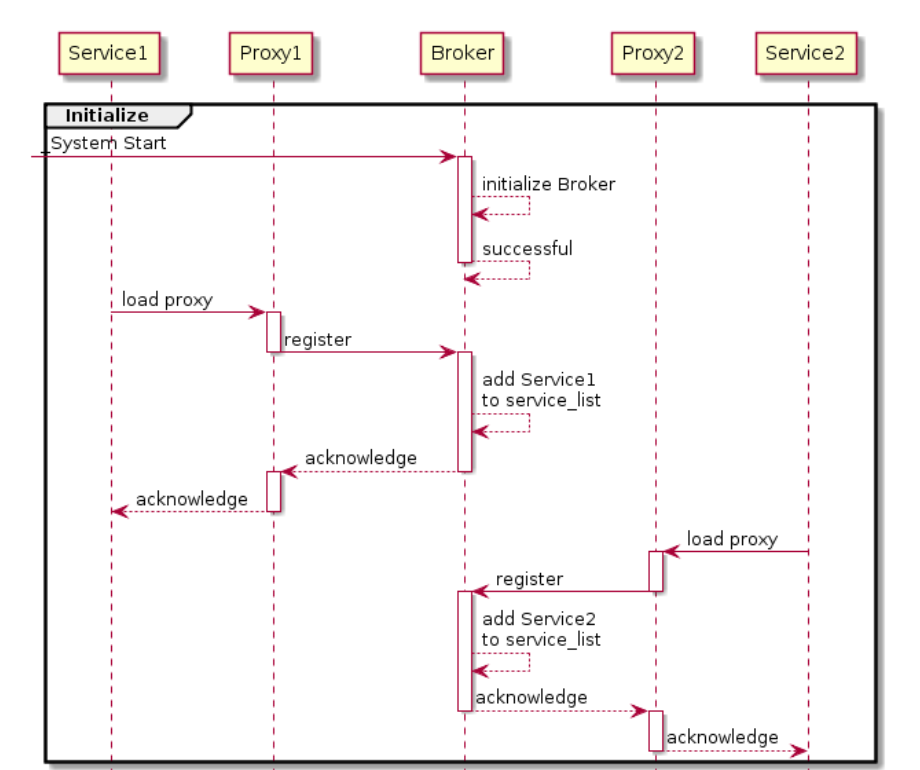 Service1 Proxy1 Broker Proxy2 Service2
Initialize
_System Start
initialize Broker
successful
load proxy
register
add Service1
to service_list
acknowledge
acknowledge
load proxy
register
add Service2
to service_list
acknowledge
acknowledge